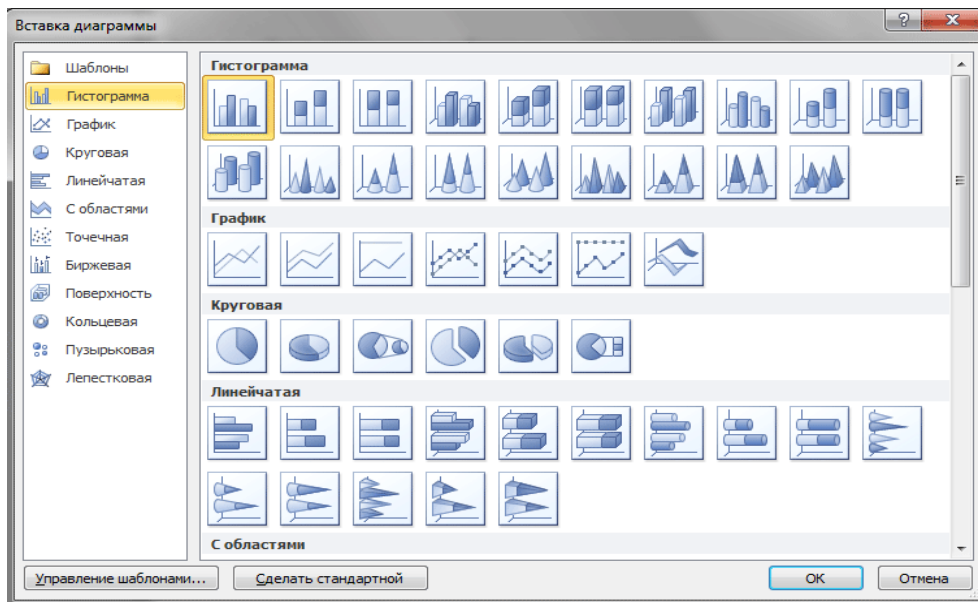 Вставка диаграммы
Шаблоны
Гистограмма
График
Круговая
Линейчатая
С областями
Точечная
Биржевая
Поверхность
Кольцевая
Пузырьковая
Лепестковая
Гистограмма
График
Круговая
Линейчатая
С областями
Управление шаблонами...
Сделать стандартной
ОК
Отмена